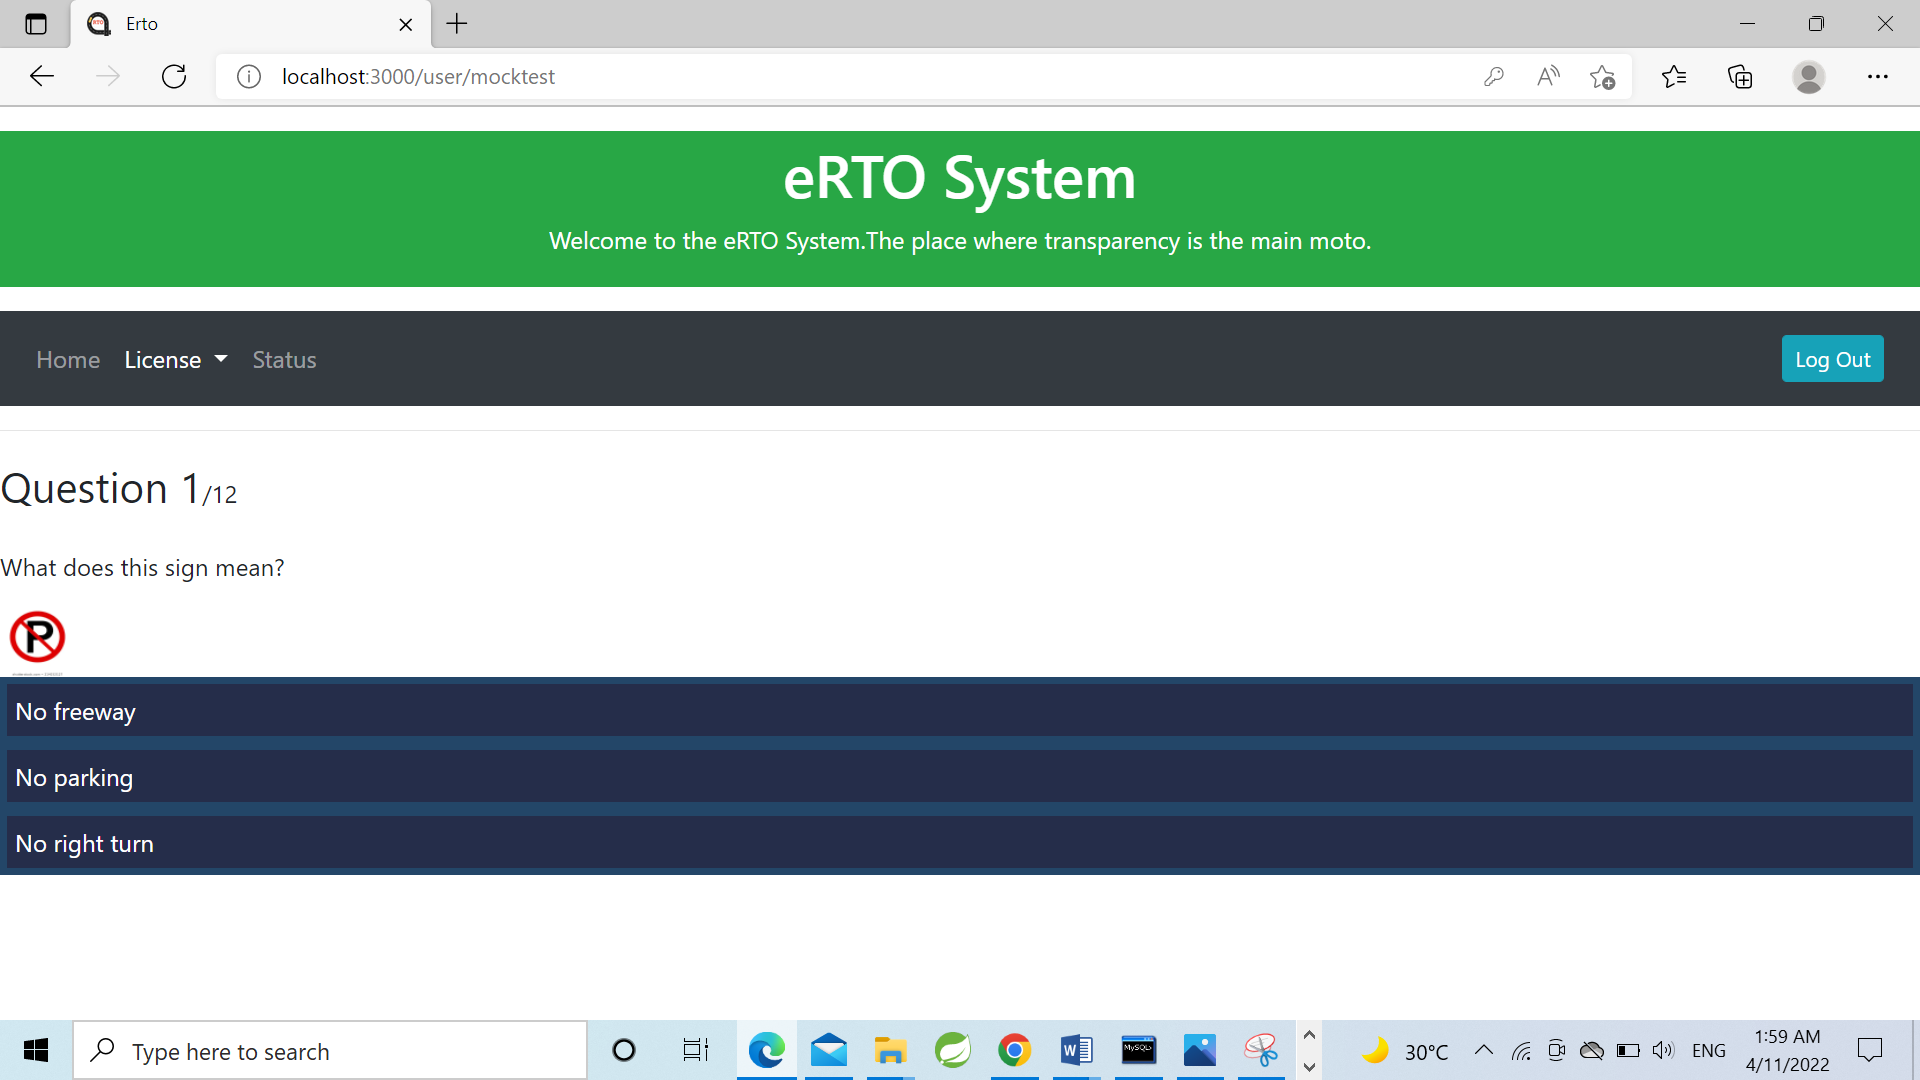 Erto
localhost:3000/user/mocktest
eRTO System
Welcome to the eRTO System.The place where transparency is the main moto.
Home License Status Log Out
Question 1/12
What does this sign mean?
P
No freeway
No parking
No right turn
Type here to search
MySQL
30°C
ENG
1:59 AM
4/11/2022